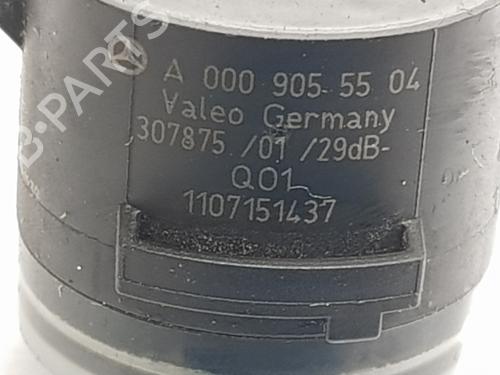 A 000 905 55 04
Valeo Germany
307875 /01 /29dB-
Q01
1107151437
B-PARTS